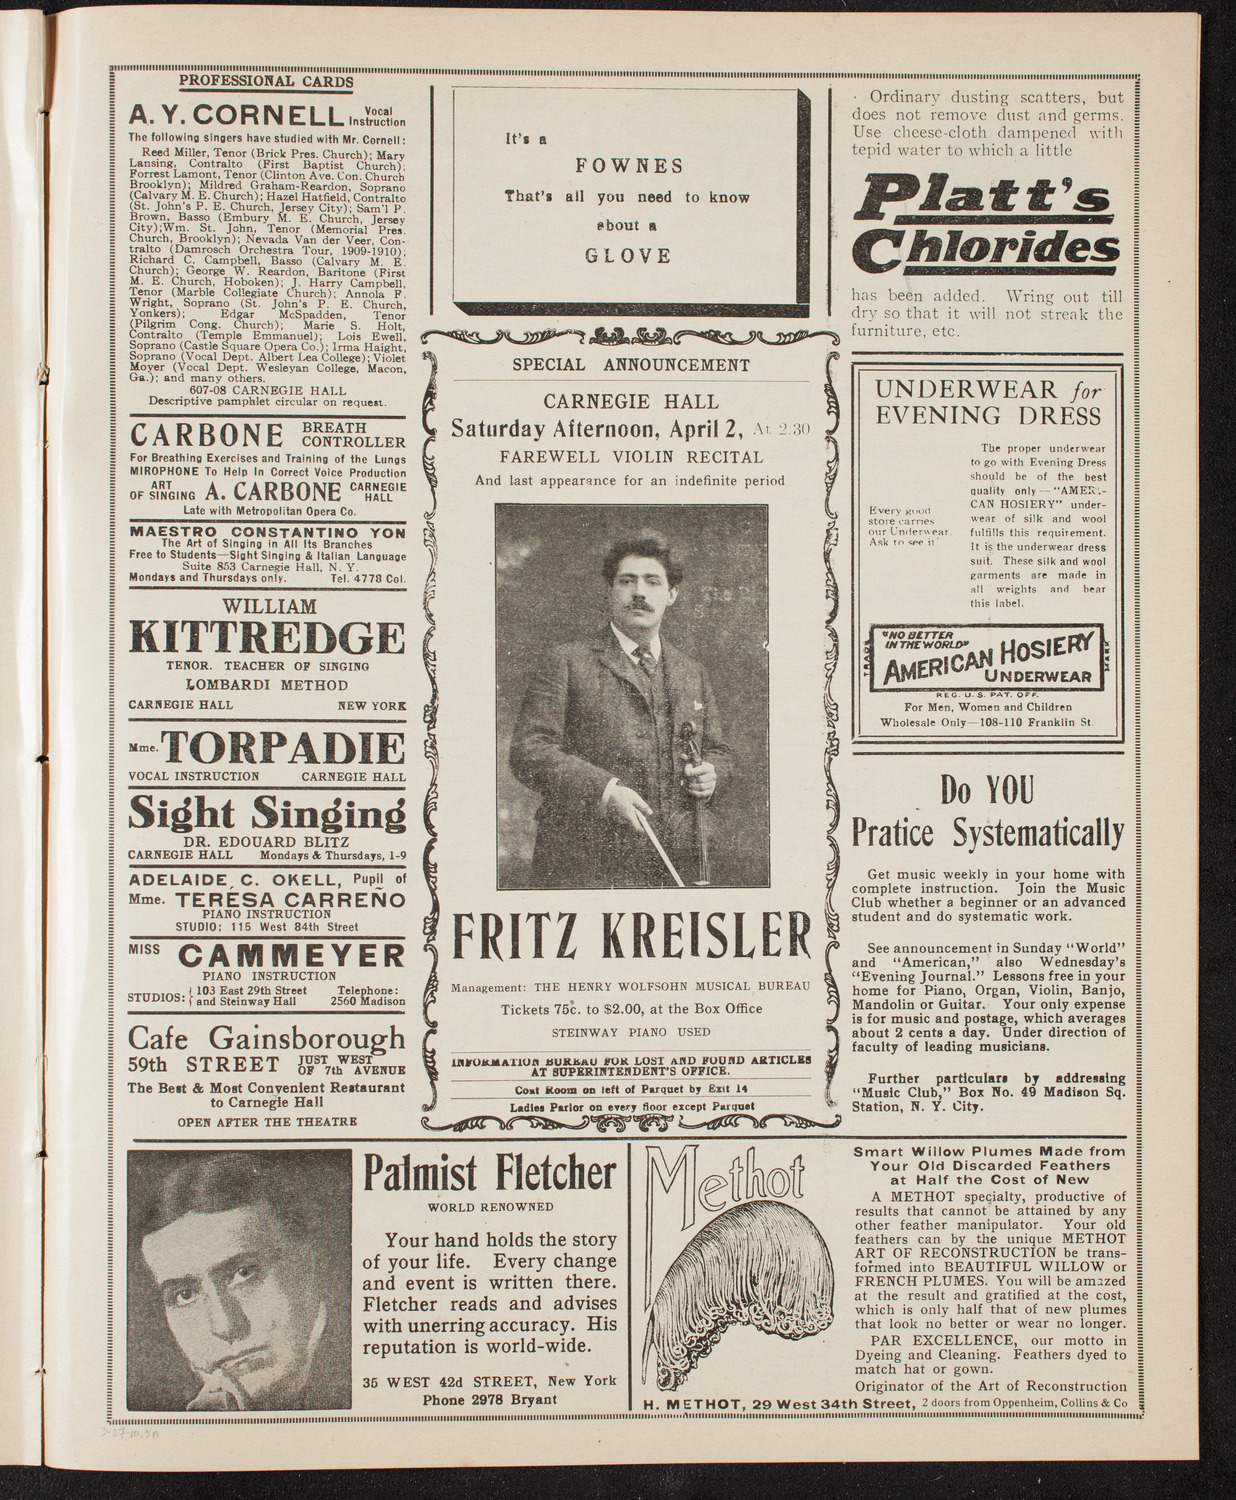 PROFESSIONAL CARDS
A. Y. CORNELL Vocal Instruction
The following singers have studied with Mr. Cornell:
Reed Miller, Tenor (Brick Pres. Church); Mary
Lansing, Contralto (First Baptist Church);
Forrest Lamont, Tenor (Clinton Ave. Con. Church
Brooklyn); Mildred Graham-Reardon, Soprano
(Calvary M. E. Church); Hazel Hatfield, Contralto
(St. John's P. E. Church, Jersey City); Sam'l P.
Brown, Basso (Embury M. E. Church, Jersey
City);Wm. St. John, Tenor (Memorial Pres.
Church, Brooklyn); Nevada Van der Veer, Con-
tralto (Damrosch Orchestra Tour, 1909-1910);
Richard C. Campbell, Basso (Calvary M. E.
Church); George W. Reardon, Baritone (First
M. E. Church, Hoboken); J. Harry Campbell,
Tenor (Marble Collegiate Church); Annola F.
Wright, Soprano (St. John's P. E. Church,
Yonkers); Edgar McSpadden, Tenor
(Pilgrim Cong. Church); Marie S. Holt,
Contralto (Temple Emmanuel); Lois Ewell,
Soprano (Castle Square Opera Co.); Irma Haight,
Soprano (Vocal Dept. Albert Lea College); Violet
Moyer (Vocal Dept. Wesleyan College, Macon,
Ga.); and many others.
607-08 CARNEGIE HALL
Descriptive pamphlet circular on request.
CARBONE BREATH CONTROLLER
For Breathing Exercises and Training of the Lungs
MIROPHONE To Help In Correct Voice Production
ART OF SINGING A. CARBONE CARNEGIE HALL
Late with Metropolitan Opera Co.
MAESTRO CONSTANTINO YON
The Art of Singing in All Its Branches
Free to Students—Sight Singing & Italian Language
Suite 853 Carnegie Hall, N. Y.
Mondays and Thursdays only. Tel. 4778 Col.
WILLIAM
KITTREDGE
TENOR. TEACHER OF SINGING
LOMBARDI METHOD
CARNEGIE HALL NEW YORK
Mme. TORPADIE
VOCAL INSTRUCTION CARNEGIE HALL
Sight Singing
DR. EDOUARD BLITZ
CARNEGIE HALL Mondays & Thursdays, 1-9
ADELAIDE C. OKELL, Pupil of
Mme. TERESA CARREÑO
PIANO INSTRUCTION
STUDIO: 115 West 84th Street
MISS CAMMEYER
PIANO INSTRUCTION
STUDIOS: 103 East 29th Street Telephone:
and Steinway Hall 2560 Madison
Cafe Gainsborough
59th STREET JUST WEST OF 7th AVENUE
The Best & Most Convenient Restaurant
to Carnegie Hall
OPEN AFTER THE THEATRE
It's a
FOWNES
That's all you need to know
about a
GLOVE
SPECIAL ANNOUNCEMENT
CARNEGIE HALL
Saturday Afternoon, April 2, At 2.30
FAREWELL VIOLIN RECITAL
And last appearance for an indefinite period
FRITZ KREISLER
Management: THE HENRY WOLFSOHN MUSICAL BUREAU
Tickets 75c. to $2.00, at the Box Office
STEINWAY PIANO USED
INFORMATION BUREAU FOR LOST AND FOUND ARTICLES
AT SUPERINTENDENT'S OFFICE.
Coat Room on left of Parquet by Exit 14
Ladies Parlor on every floor except Parquet
Ordinary dusting scatters, but
does not remove dust and germs.
Use cheese-cloth dampened with
tepid water to which a little
Platt's
Chlorides
has been added. Wring out till
dry so that it will not streak the
furniture, etc.
UNDERWEAR for
EVENING DRESS
The proper underwear
to go with Evening Dress
should be of the best
quality only—"AMERI-
CAN HOSIERY" under-
wear of silk and wool
fulfills this requirement.
It is the underwear dress
suit. These silk and wool
garments are made in
all weights and bear
this label.
Every good
store carries
our Underwear.
Ask to see it
"NO BETTER
IN THE WORLD"
TRADE MARK
AMERICAN HOSIERY
UNDERWEAR
REG. U. S. PAT. OFF.
For Men, Women and Children
Wholesale Only—108-110 Franklin St.
Do YOU
Pratice Systematically
Get music weekly in your home with
complete instruction. Join the Music
Club whether a beginner or an advanced
student and do systematic work.
See announcement in Sunday "World"
and "American," also Wednesday's
"Evening Journal." Lessons free in your
home for Piano, Organ, Violin, Banjo,
Mandolin or Guitar. Your only expense
is for music and postage, which averages
about 2 cents a day. Under direction of
faculty of leading musicians.
Further particulars by addressing
"Music Club," Box No. 49 Madison Sq.
Station, N. Y. City.
Palmist Fletcher
WORLD RENOWNED
Your hand holds the story
of your life. Every change
and event is written there.
Fletcher reads and advises
with unerring accuracy. His
reputation is world-wide.
35 WEST 42d STREET, New York
Phone 2978 Bryant
Methot
Smart Willow Plumes Made from
Your Old Discarded Feathers
at Half the Cost of New
A METHOT specialty, productive of
results that cannot be attained by any
other feather manipulator. Your old
feathers can by the unique METHOT
ART OF RECONSTRUCTION be trans-
formed into BEAUTIFUL WILLOW or
FRENCH PLUMES. You will be amazed
at the result and gratified at the cost,
which is only half that of new plumes
that look no better or wear no longer.
PAR EXCELLENCE, our motto in
Dyeing and Cleaning. Feathers dyed to
match hat or gown.
Originator of the Art of Reconstruction
H. METHOT, 29 West 34th Street, 2 doors from Oppenheim, Collins & Co